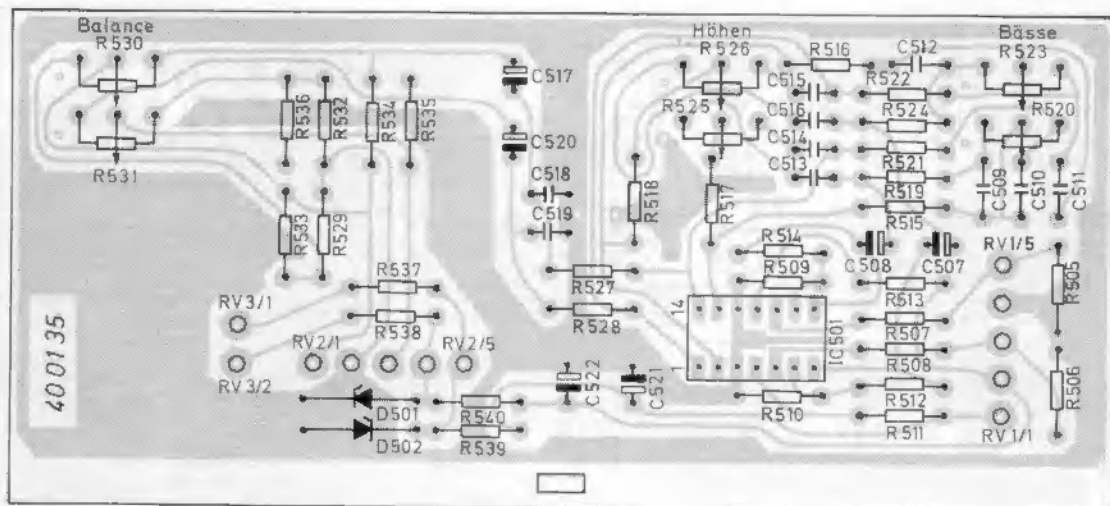 Balance
R530
R531
R536
R532
R534
R535
R533
R529
C517
C520
C518
C519
Höhen
R526
R525
R516
C515
C516
C514
C513
R518
R517
C512
R522
R524
R521
R519
R515
Bässe
R523
R520
C509
C510
C511
R514
R509
C508
C507
RV1/5
R505
R537
R538
R527
R528
14
1
IC501
R513
R507
R508
R512
R511
R510
R506
RV1/1
RV3/1
RV3/2
RV2/1
RV2/5
400135
D501
D502
R540
R539
C522
C521